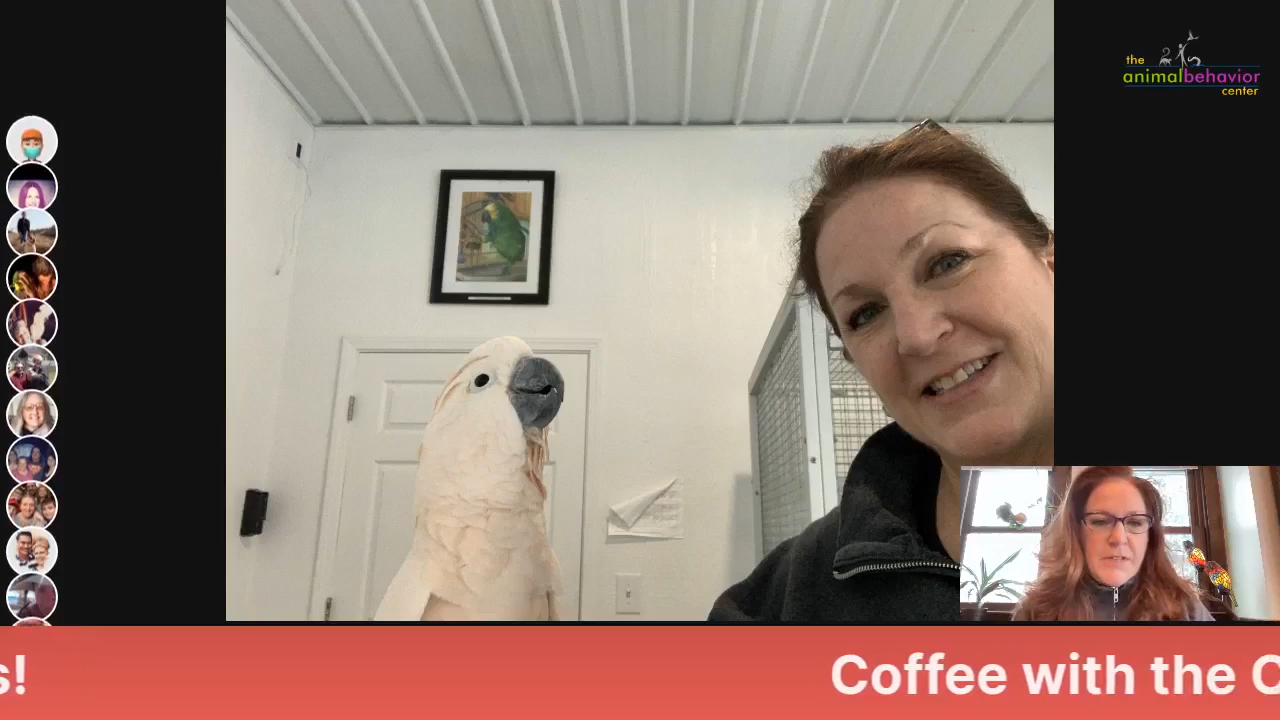 the
animalbehavior
center
s!
Coffee with the C